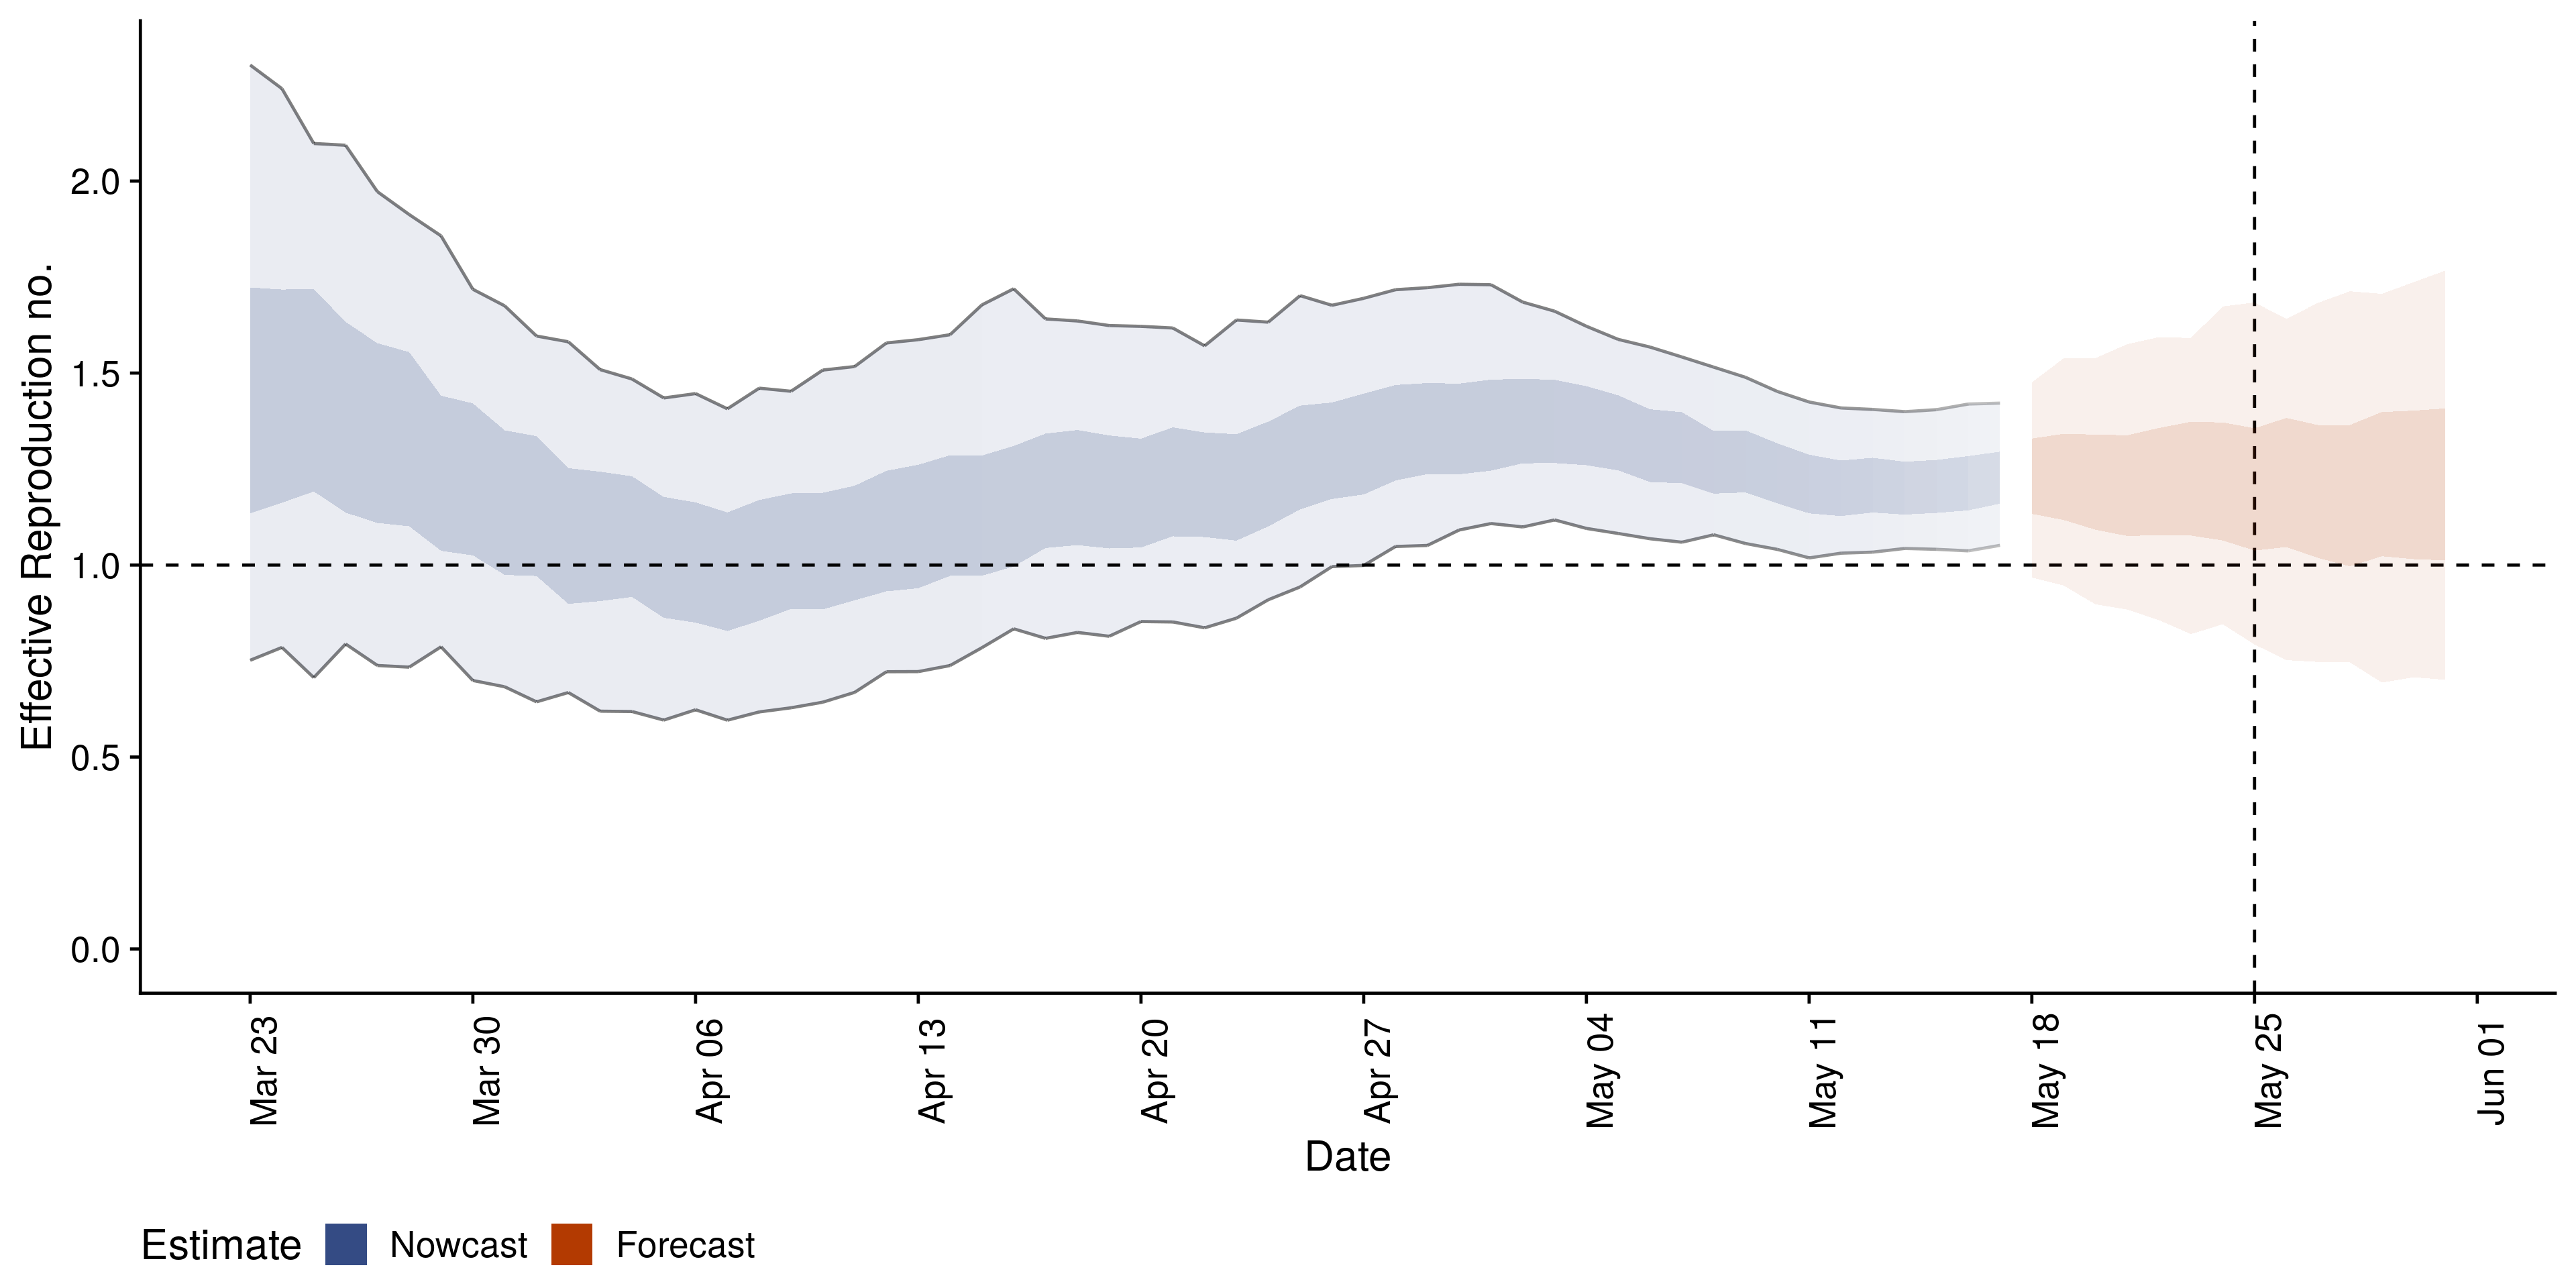 Effective Reproduction no.
2.0
1.5
1.0
0.5
0.0
Mar 23
Mar 30
Apr 06
Apr 13
Apr 20
Apr 27
May 04
May 11
May 18
May 25
Jun 01
Date
Estimate Nowcast Forecast